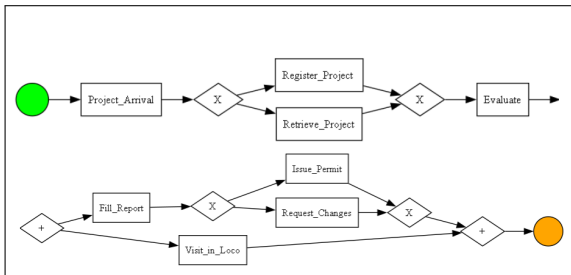 Register_Project
Project_Arrival
X
X
Evaluate
Retrieve_Project
Issue_Permit
Fill_Report
X
Request_Changes
X
+
+
Visit_in_Loco